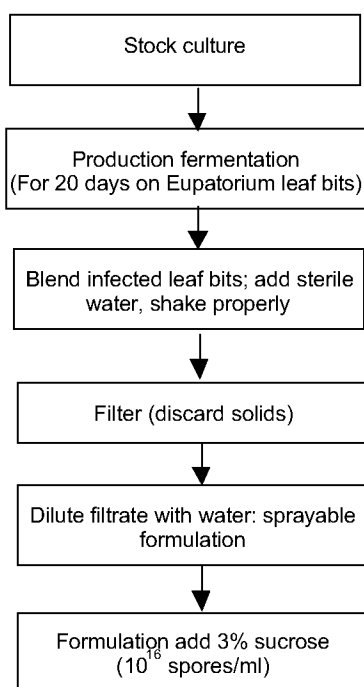 Stock culture
Production fermentation
(For 20 days on Eupatorium leaf bits)
Blend infected leaf bits; add sterile
water, shake properly
Filter (discard solids)
Dilute filtrate with water: sprayable
formulation
Formulation add 3% sucrose
(10^16 spores/ml)